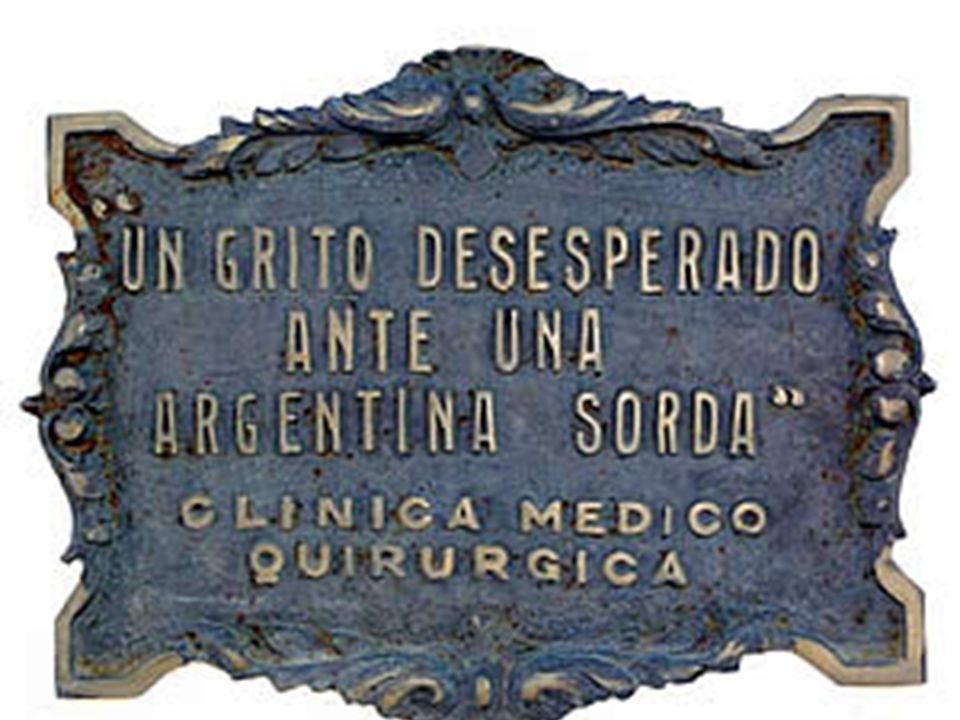 "UN GRITO DESESPERADO
ANTE UNA
ARGENTINA SORDA"
CLINICA MEDICO
QUIRURGICA